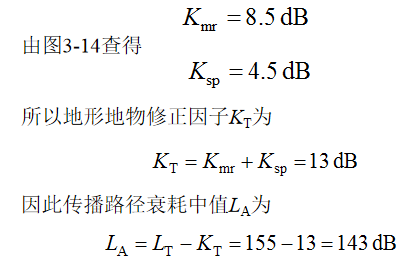 K_mr = 8.5 dB
由图3-14查得
K_sp = 4.5 dB
所以地形地物修正因子K_T为
K_T = K_mr + K_sp = 13 dB
因此传播路径衰耗中值L_A为
L_A = L_T − K_T = 155 − 13 = 143 dB